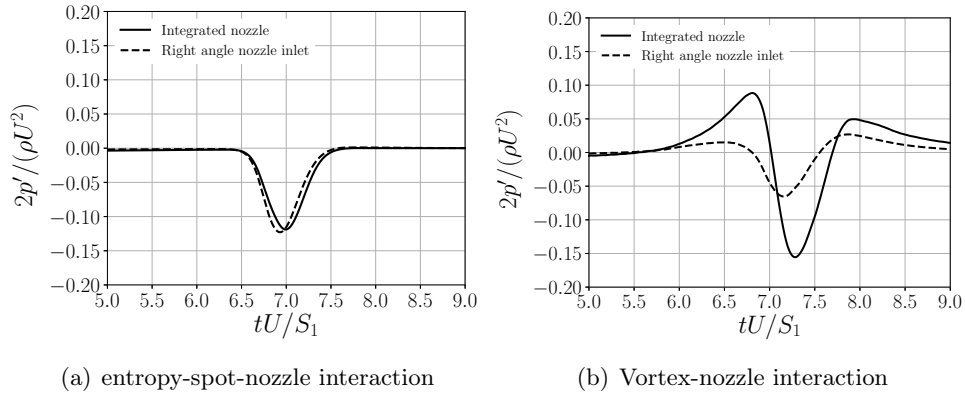 0.20
0.15
0.10
0.05
0.00
−0.05
−0.10
−0.15
−0.20
2p′/(ρU²)
Integrated nozzle
Right angle nozzle inlet
5.0 5.5 6.0 6.5 7.0 7.5 8.0 8.5 9.0
tU/S₁
(a) entropy-spot-nozzle interaction
0.20
0.15
0.10
0.05
0.00
−0.05
−0.10
−0.15
−0.20
2p′/(ρU²)
Integrated nozzle
Right angle nozzle inlet
5.0 5.5 6.0 6.5 7.0 7.5 8.0 8.5 9.0
tU/S₁
(b) Vortex-nozzle interaction